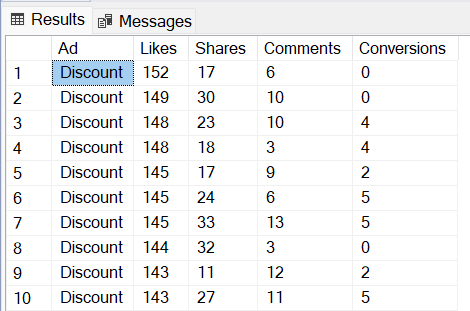 Results Messages
Ad Likes Shares Comments Conversions
1 Discount 152 17 6 0
2 Discount 149 30 10 0
3 Discount 148 23 10 4
4 Discount 148 18 3 4
5 Discount 145 17 9 2
6 Discount 145 24 6 5
7 Discount 145 33 13 5
8 Discount 144 32 3 0
9 Discount 143 11 12 2
10 Discount 143 27 11 5